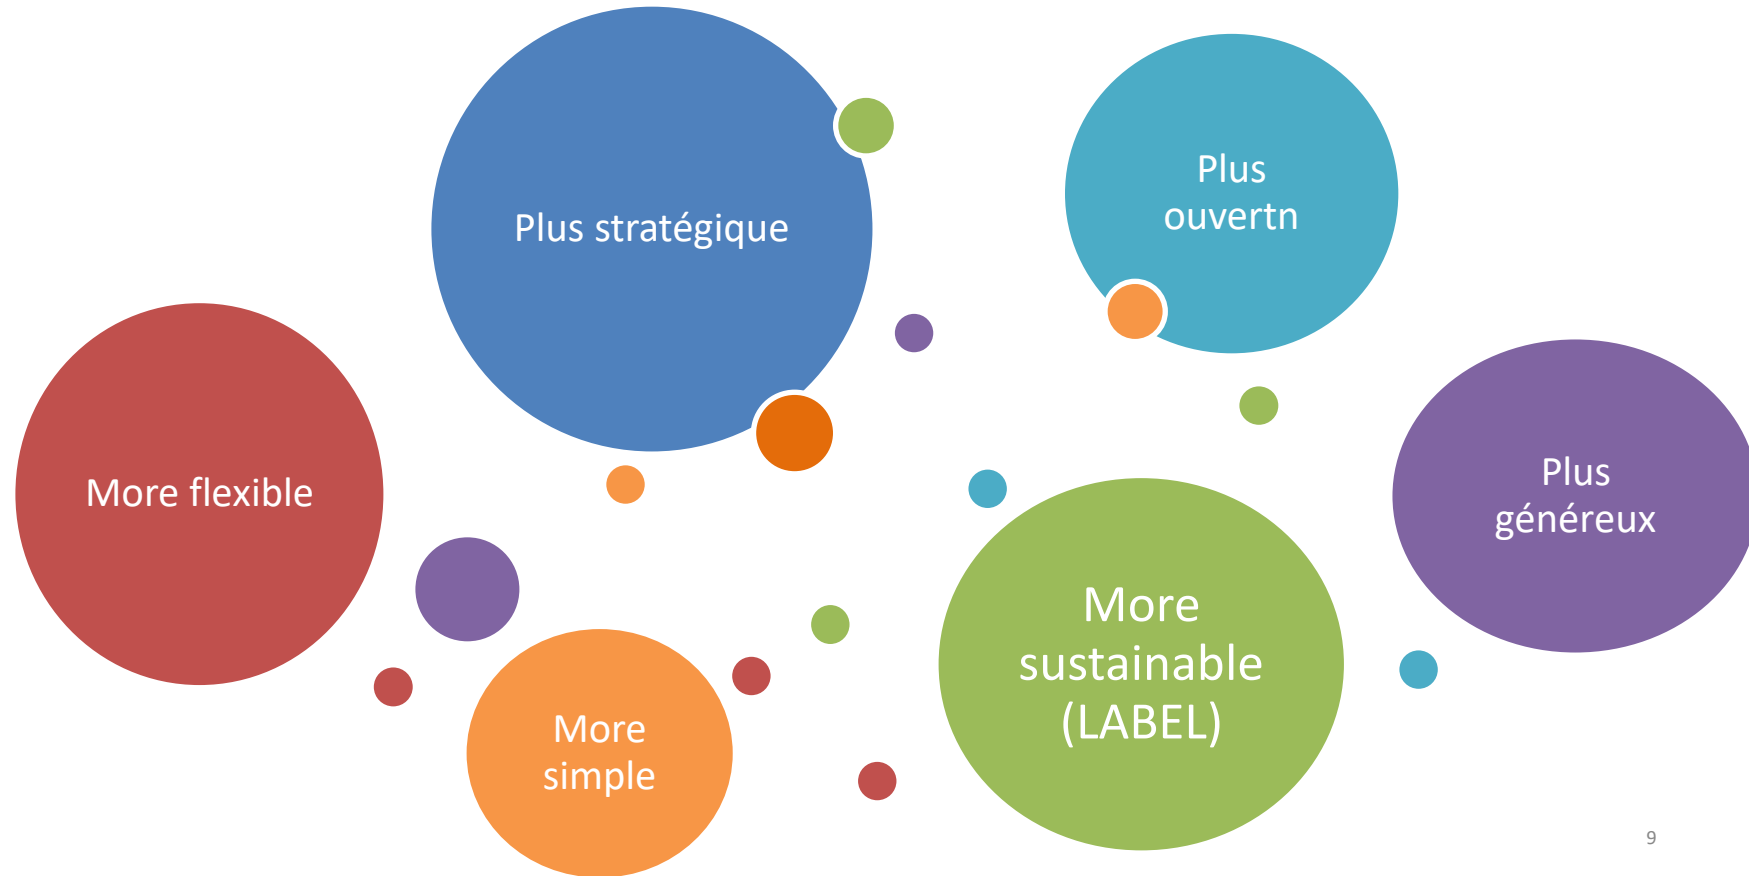 Plus stratégique
Plus
ouvertn
More flexible
Plus
généreux
More
sustainable
(LABEL)
More
simple
9